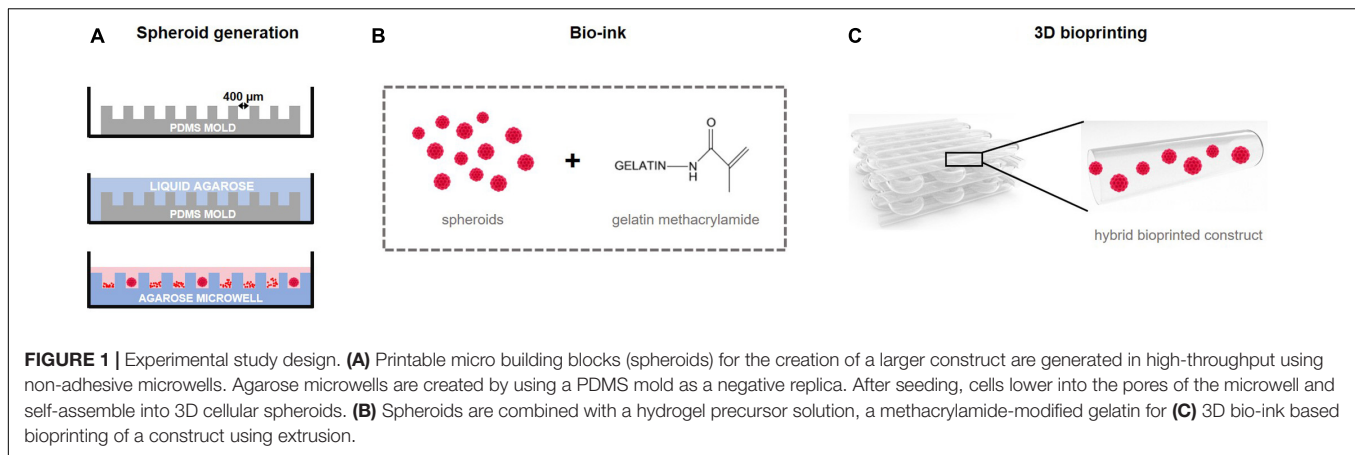 A Spheroid generation
400 µm
PDMS MOLD
LIQUID AGAROSE
PDMS MOLD
AGAROSE MICROWELL
B Bio-ink
spheroids
+
GELATIN
N
H
O
gelatin methacrylamide
C 3D bioprinting
hybrid bioprinted construct
FIGURE 1 | Experimental study design. (A) Printable micro building blocks (spheroids) for the creation of a larger construct are generated in high-throughput using
non-adhesive microwells. Agarose microwells are created by using a PDMS mold as a negative replica. After seeding, cells lower into the pores of the microwell and
self-assemble into 3D cellular spheroids. (B) Spheroids are combined with a hydrogel precursor solution, a methacrylamide-modified gelatin for (C) 3D bio-ink based
bioprinting of a construct using extrusion.